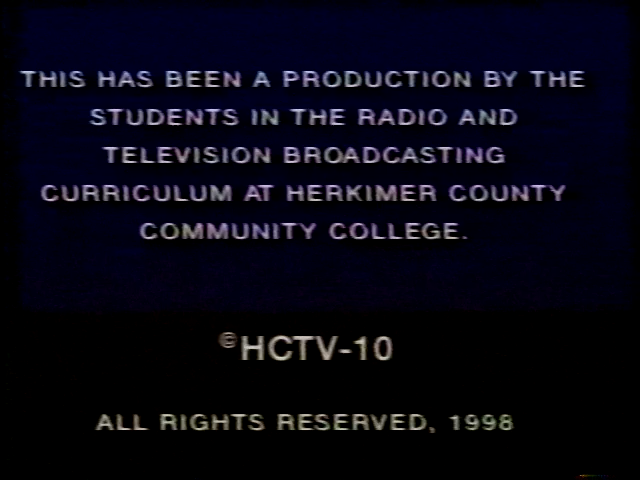 THIS HAS BEEN A PRODUCTION BY THE
STUDENTS IN THE RADIO AND
TELEVISION BROADCASTING
CURRICULUM AT HERKIMER COUNTY
COMMUNITY COLLEGE.
©HCTV-10
ALL RIGHTS RESERVED, 1998